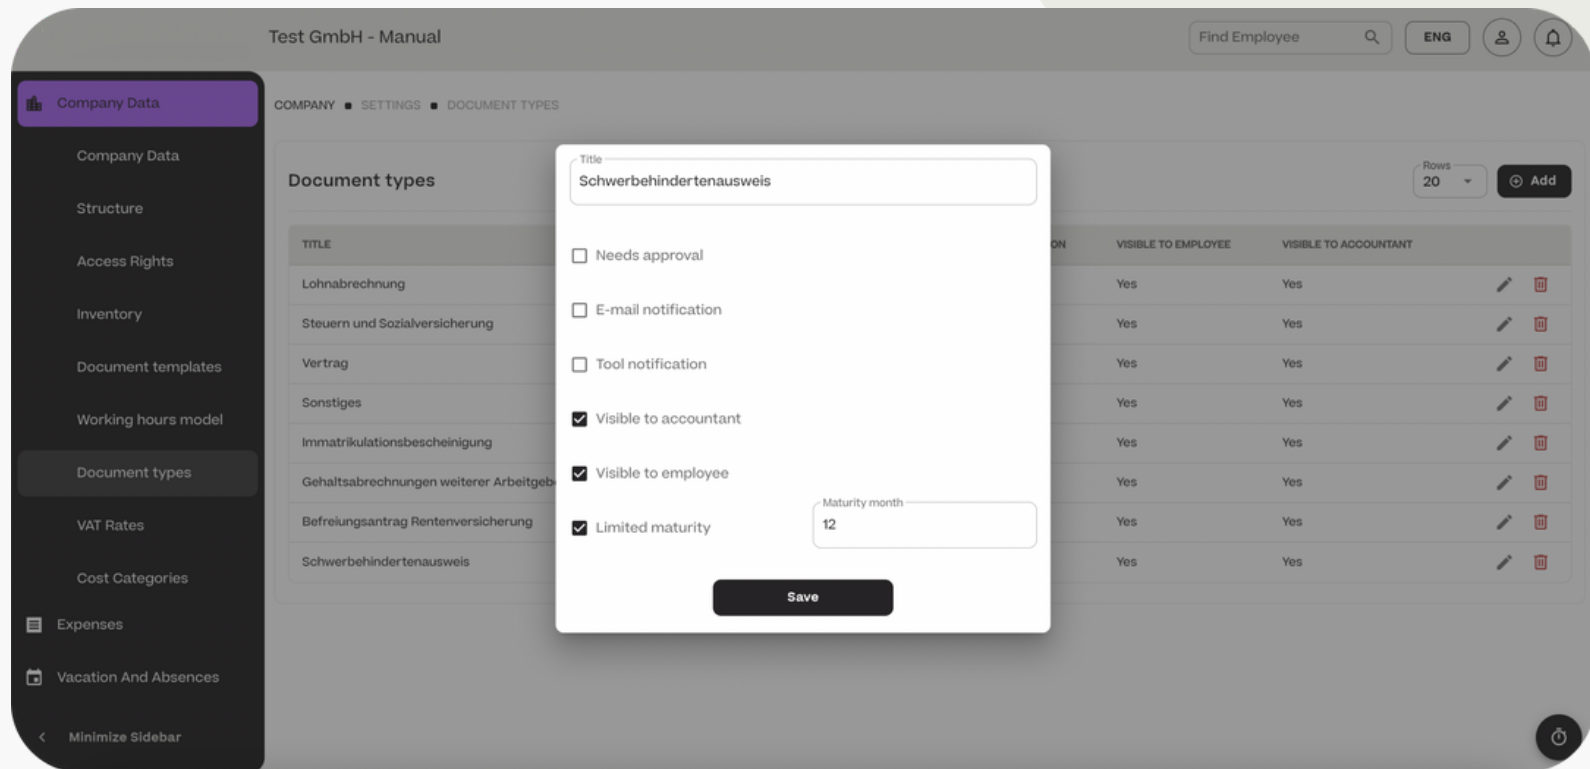 Test GmbH - Manual
Find Employee
ENG
Company Data
Company Data
Structure
Access Rights
Inventory
Document templates
Working hours model
Document types
VAT Rates
Cost Categories
Expenses
Vacation And Absences
Minimize Sidebar
COMPANY ■ SETTINGS ■ DOCUMENT TYPES
Document types
Rows
20
Add
TITLE
ON
VISIBLE TO EMPLOYEE
VISIBLE TO ACCOUNTANT
Lohnabrechnung Yes Yes
Steuern und Sozialversicherung Yes Yes
Vertrag Yes Yes
Sonstiges Yes Yes
Immatrikulationsbescheinigung Yes Yes
Gehaltsabrechnungen weiterer Arbeitgeb Yes Yes
Befreiungsantrag Rentenversicherung Yes Yes
Schwerbehindertenausweis Yes Yes
Title
Schwerbehindertenausweis
Needs approval
E-mail notification
Tool notification
Visible to accountant
Visible to employee
Limited maturity
Maturity month
12
Save